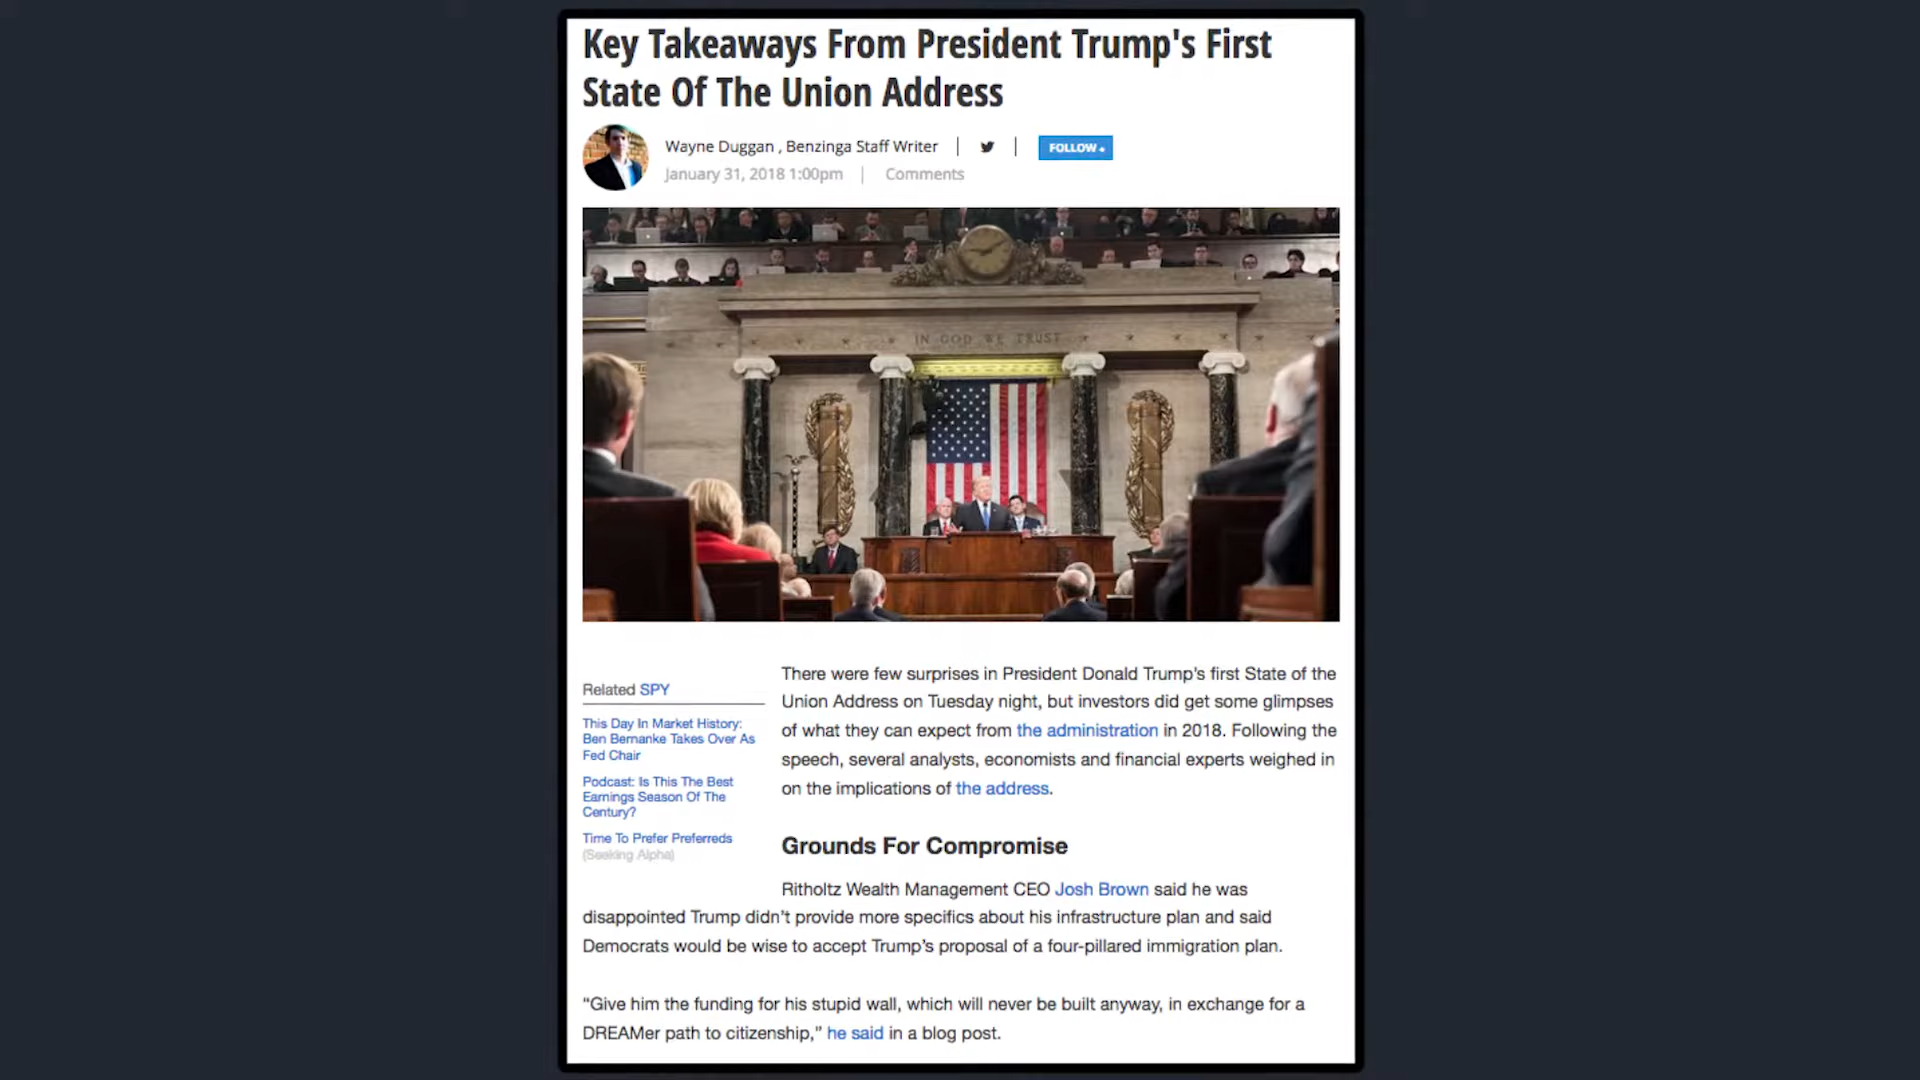 Key Takeaways From President Trump's First
State Of The Union Address
Wayne Duggan , Benzinga Staff Writer
FOLLOW
January 31, 2018 1:00pm
Comments
IN GOD WE TRUST
Related SPY
This Day In Market History:
Ben Bernanke Takes Over As
Fed Chair
Podcast: Is This The Best
Earnings Season Of The
Century?
Time To Prefer Preferreds
(Seeking Alpha)
There were few surprises in President Donald Trump's first State of the
Union Address on Tuesday night, but investors did get some glimpses
of what they can expect from the administration in 2018. Following the
speech, several analysts, economists and financial experts weighed in
on the implications of the address.
Grounds For Compromise
Ritholtz Wealth Management CEO Josh Brown said he was
disappointed Trump didn't provide more specifics about his infrastructure plan and said
Democrats would be wise to accept Trump's proposal of a four-pillared immigration plan.
“Give him the funding for his stupid wall, which will never be built anyway, in exchange for a
DREAMer path to citizenship,” he said in a blog post.